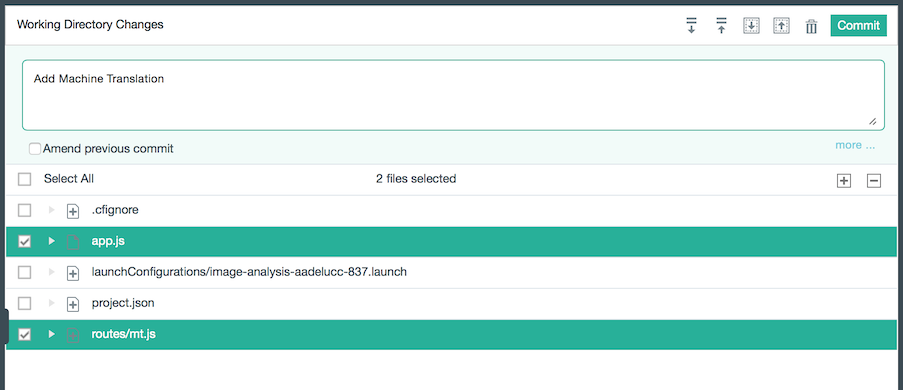 Working Directory Changes
Commit
Add Machine Translation
Amend previous commit
more ...
Select All
2 files selected
.cfignore
app.js
launchConfigurations/image-analysis-aadelucc-837.launch
project.json
routes/mt.js